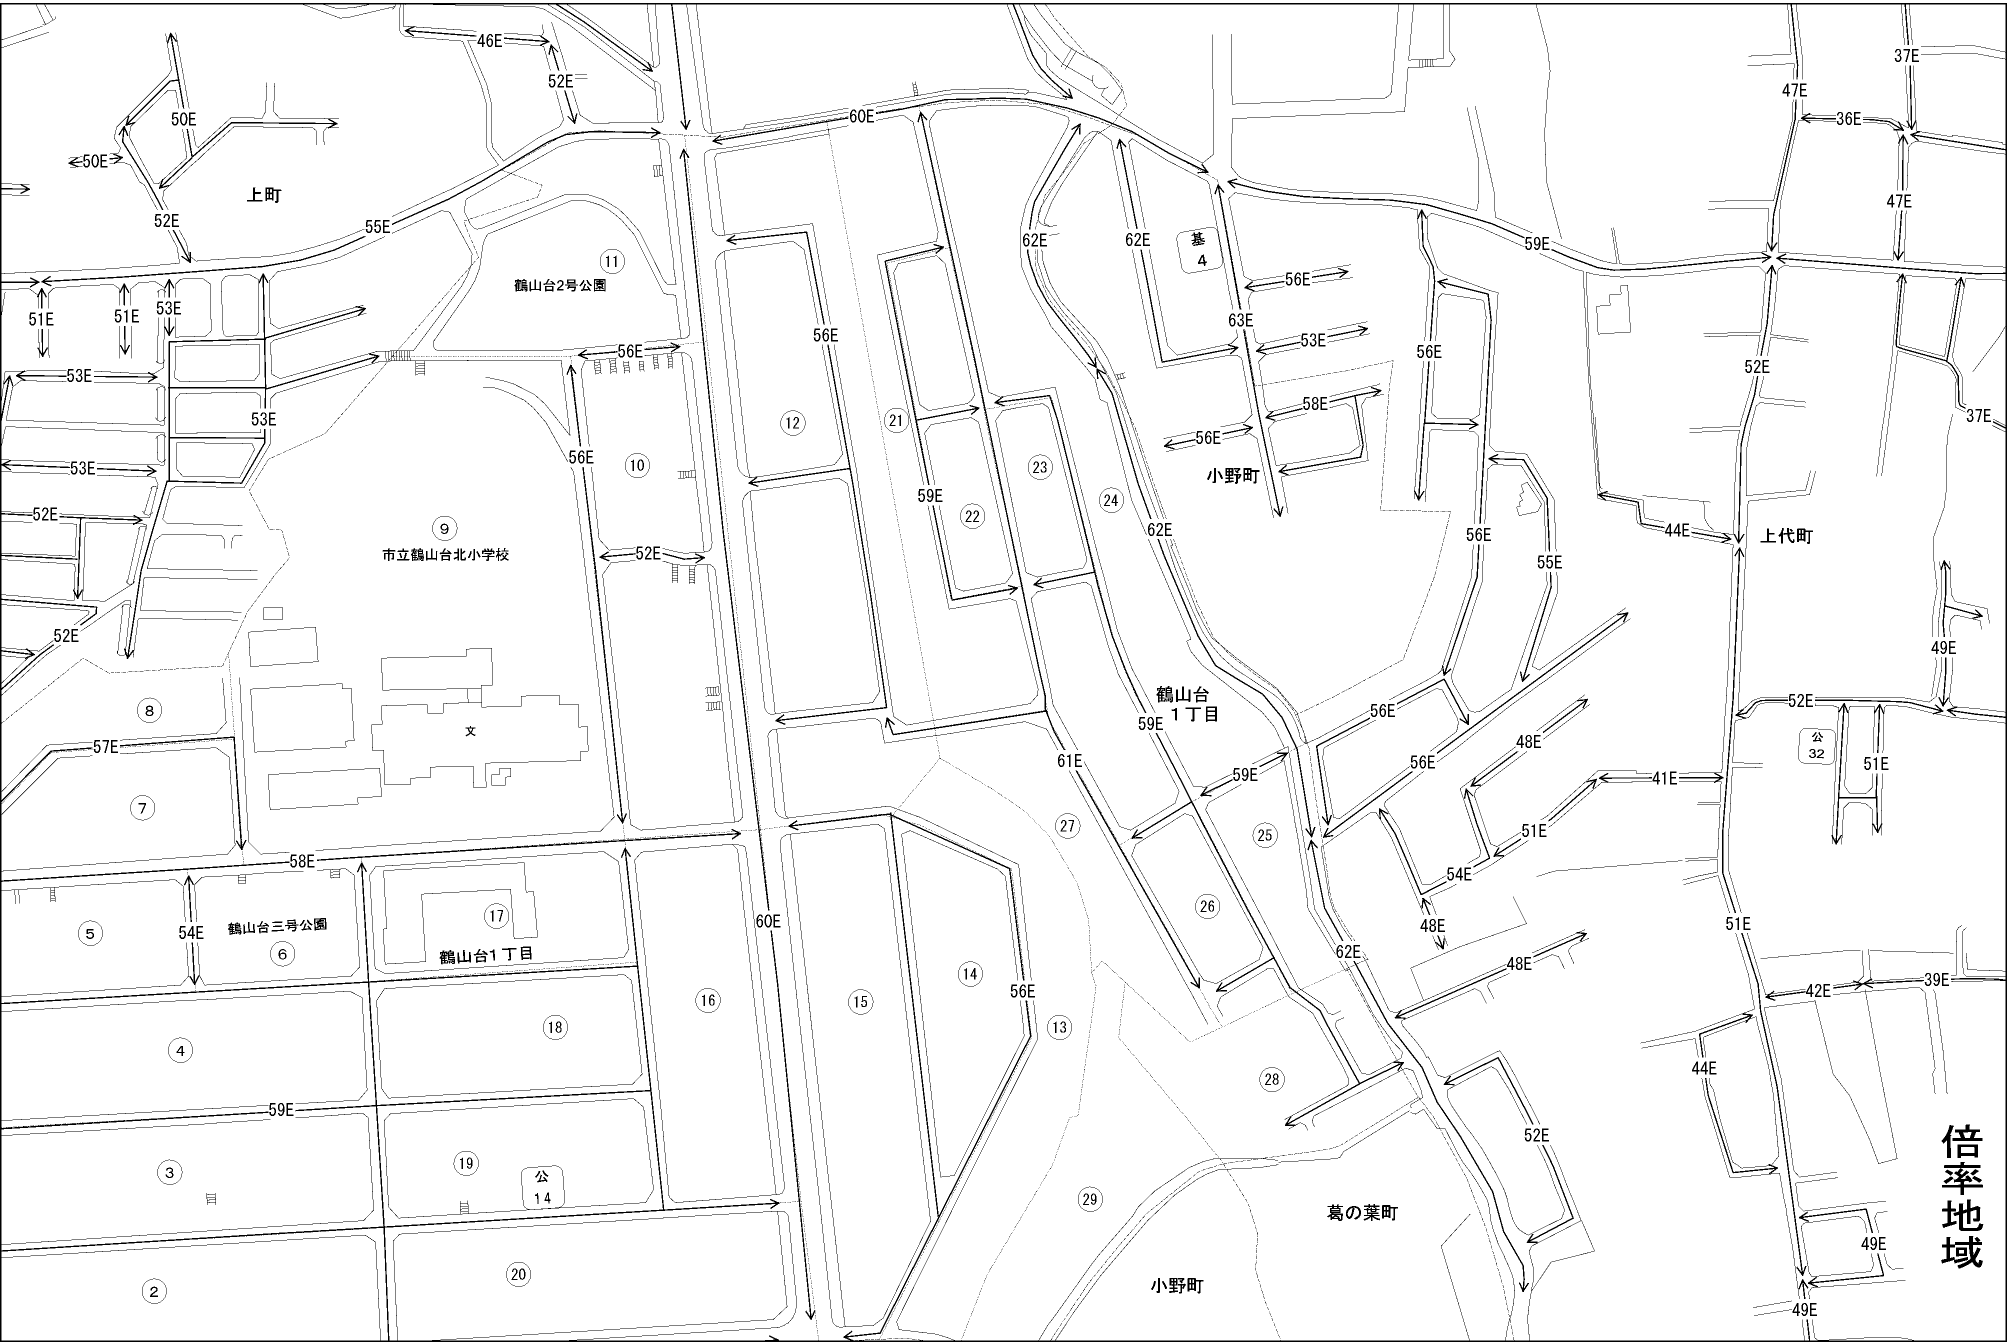 46E
52E
50E
50E
52E
上町
55E
60E
37E
47E
36E
47E
62E
62E
基
4
59E
56E
63E
53E
11
鶴山台2号公園
51E
51E
53E
56E
56E
56E
52E
53E
53E
53E
52E
52E
12
21
23
24
58E
56E
小野町
37E
10
56E
59E
22
62E
56E
44E
上代町
9
市立鶴山台北小学校
52E
55E
49E
8
57E
文
鶴山台
1丁目
59E
61E
59E
56E
56E
48E
52E
公
32
51E
41E
7
27
25
51E
58E
54E
5
54E
鶴山台三号公園
6
17
鶴山台1丁目
60E
26
48E
62E
48E
51E
4
18
16
15
14
56E
13
42E
39E
28
44E
59E
3
19
公
14
29
52E
葛の葉町
小野町
倍率地域
2
20
49E
49E